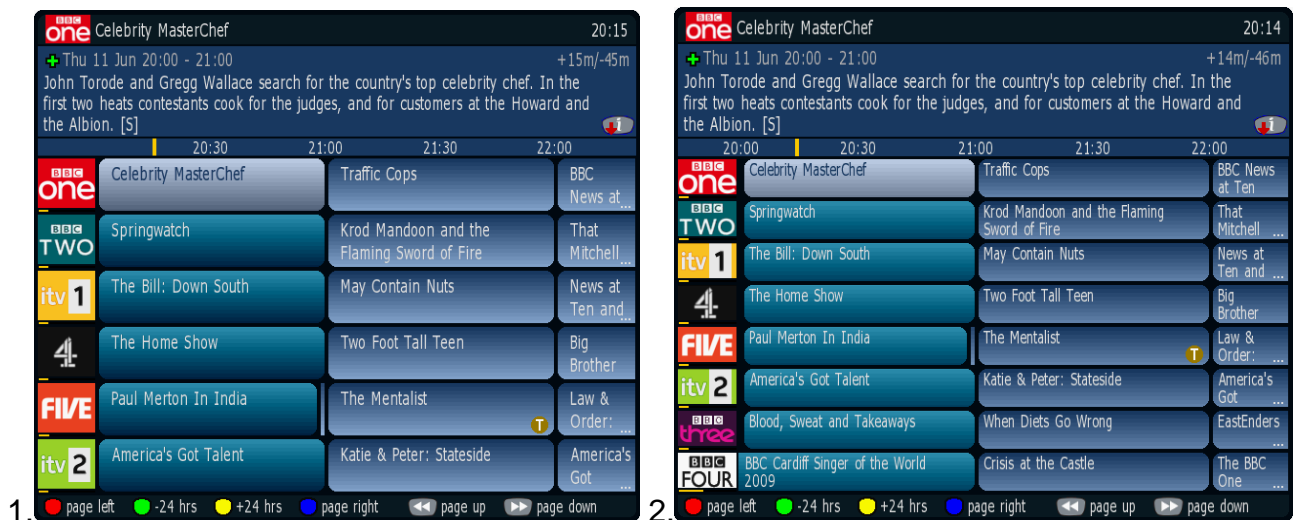 BBC one Celebrity MasterChef 20:15
Thu 11 Jun 20:00 - 21:00 +15m/-45m
John Torode and Gregg Wallace search for the country's top celebrity chef. In the
first two heats contestants cook for the judges, and for customers at the Howard and
the Albion. [S] i
20:30 21:00 21:30 22:00
BBC one Celebrity MasterChef Traffic Cops BBC
News at...
BBC TWO Springwatch Krod Mandoon and the That
Flaming Sword of Fire Mitchell...
itv 1 The Bill: Down South May Contain Nuts News at
Ten and...
4 The Home Show Two Foot Tall Teen Big
Brother
FIVE Paul Merton In India The Mentalist Law &
T Order: ...
itv 2 America's Got Talent Katie & Peter: Stateside America's
Got ...
page left -24 hrs +24 hrs page right page up page down
1.
BBC one Celebrity MasterChef 20:14
Thu 11 Jun 20:00 - 21:00 +14m/-46m
John Torode and Gregg Wallace search for the country's top celebrity chef. In the
first two heats contestants cook for the judges, and for customers at the Howard and
the Albion. [S] i
20:00 20:30 21:00 21:30 22:00
BBC one Celebrity MasterChef Traffic Cops BBC News
at Ten
BBC TWO Springwatch Krod Mandoon and the Flaming That
Sword of Fire Mitchell ...
itv 1 The Bill: Down South May Contain Nuts News at
Ten and ...
4 The Home Show Two Foot Tall Teen Big
Brother
FIVE Paul Merton In India The Mentalist Law &
T Order: ...
itv 2 America's Got Talent Katie & Peter: Stateside America's
Got ...
BBC three Blood, Sweat and Takeaways When Diets Go Wrong EastEnders
...
BBC FOUR BBC Cardiff Singer of the World Crisis at the Castle The BBC
2009 One ...
page left -24 hrs +24 hrs page right page up page down
2.